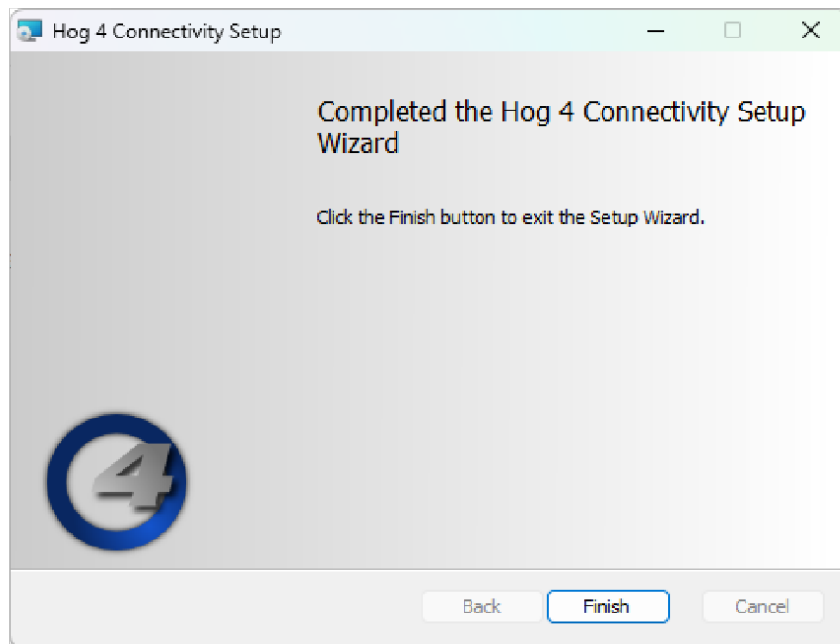 Hog 4 Connectivity Setup
Completed the Hog 4 Connectivity Setup
Wizard
Click the Finish button to exit the Setup Wizard.
4
Back Finish Cancel